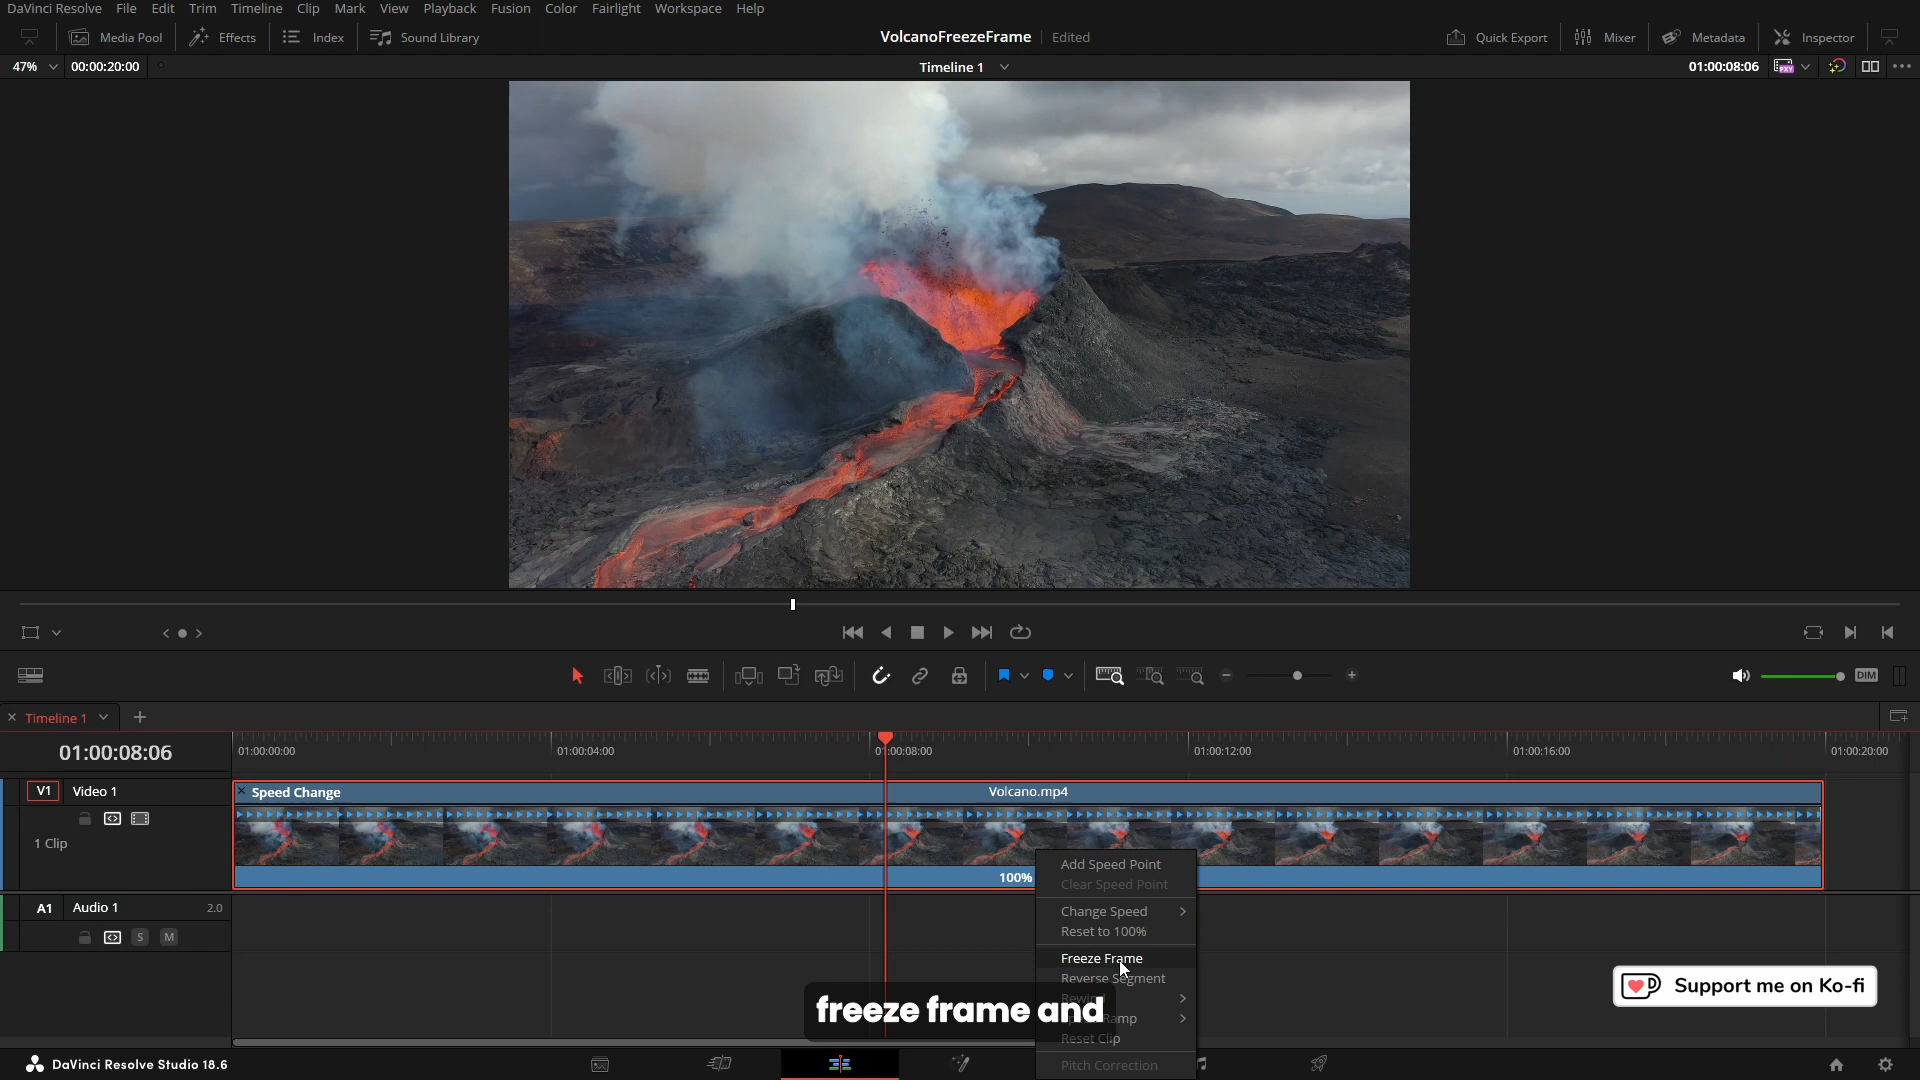 DaVinci Resolve File Edit Trim Timeline Clip Mark View Playback Fusion Color Fairlight Workspace Help
Media Pool Effects Index Sound Library VolcanoFreezeFrame Edited Quick Export Mixer Metadata Inspector
47% 00:00:20:00 Timeline 1 01:00:08:06 PXY
DIM
Timeline 1
01:00:08:06 01:00:00:00 01:00:04:00 01:00:08:00 01:00:12:00 01:00:16:00 01:00:20:00
V1 Video 1 Speed Change Volcano.mp4
1 Clip
100%
Add Speed Point
Clear Speed Point
A1 Audio 1 2.0
Change Speed
Reset to 100%
S M
Freeze Frame
Reverse Segment
freeze frame and
Ramp
Reset Clip
Pitch Correction
Support me on Ko-fi
DaVinci Resolve Studio 18.6